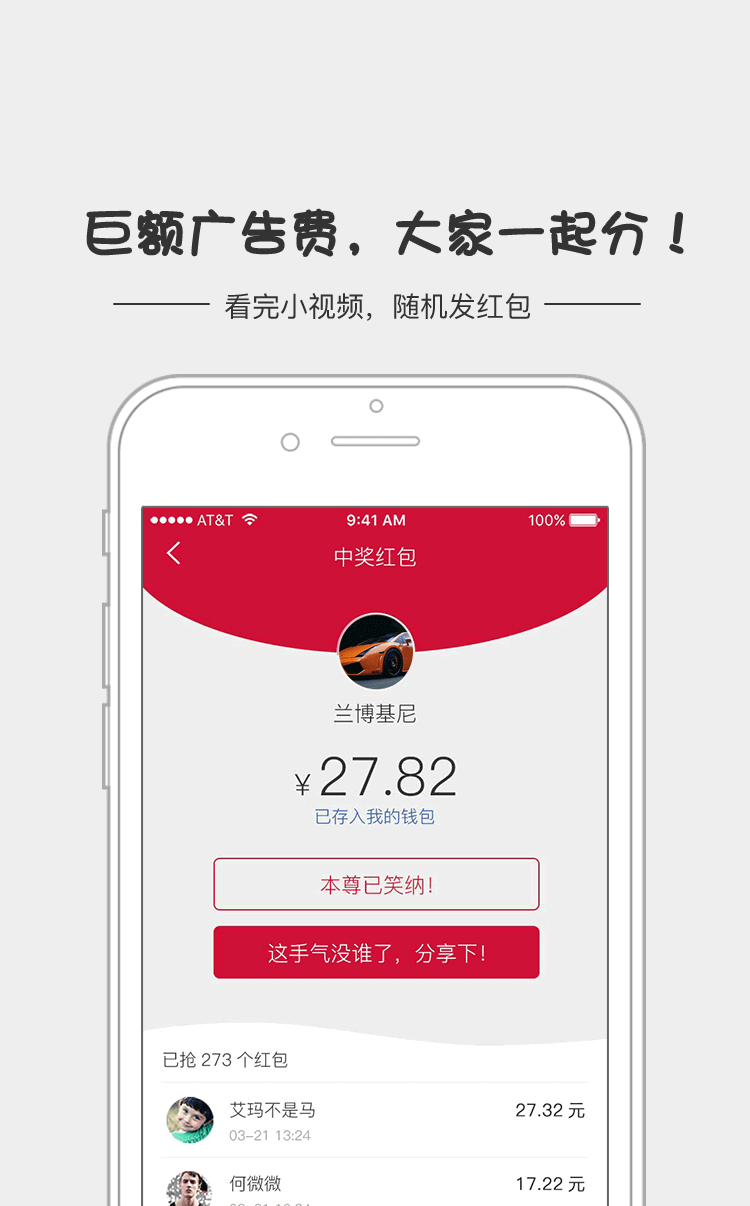 巨额广告费，大家一起分！
看完小视频，随机发红包
AT&T 9:41 AM 100%
中奖红包
兰博基尼
¥27.82
已存入我的钱包
本尊已笑纳！
这手气没谁了，分享下！
已抢 273 个红包
艾玛不是马 27.32 元
03-21 13:24
何微微 17.22 元